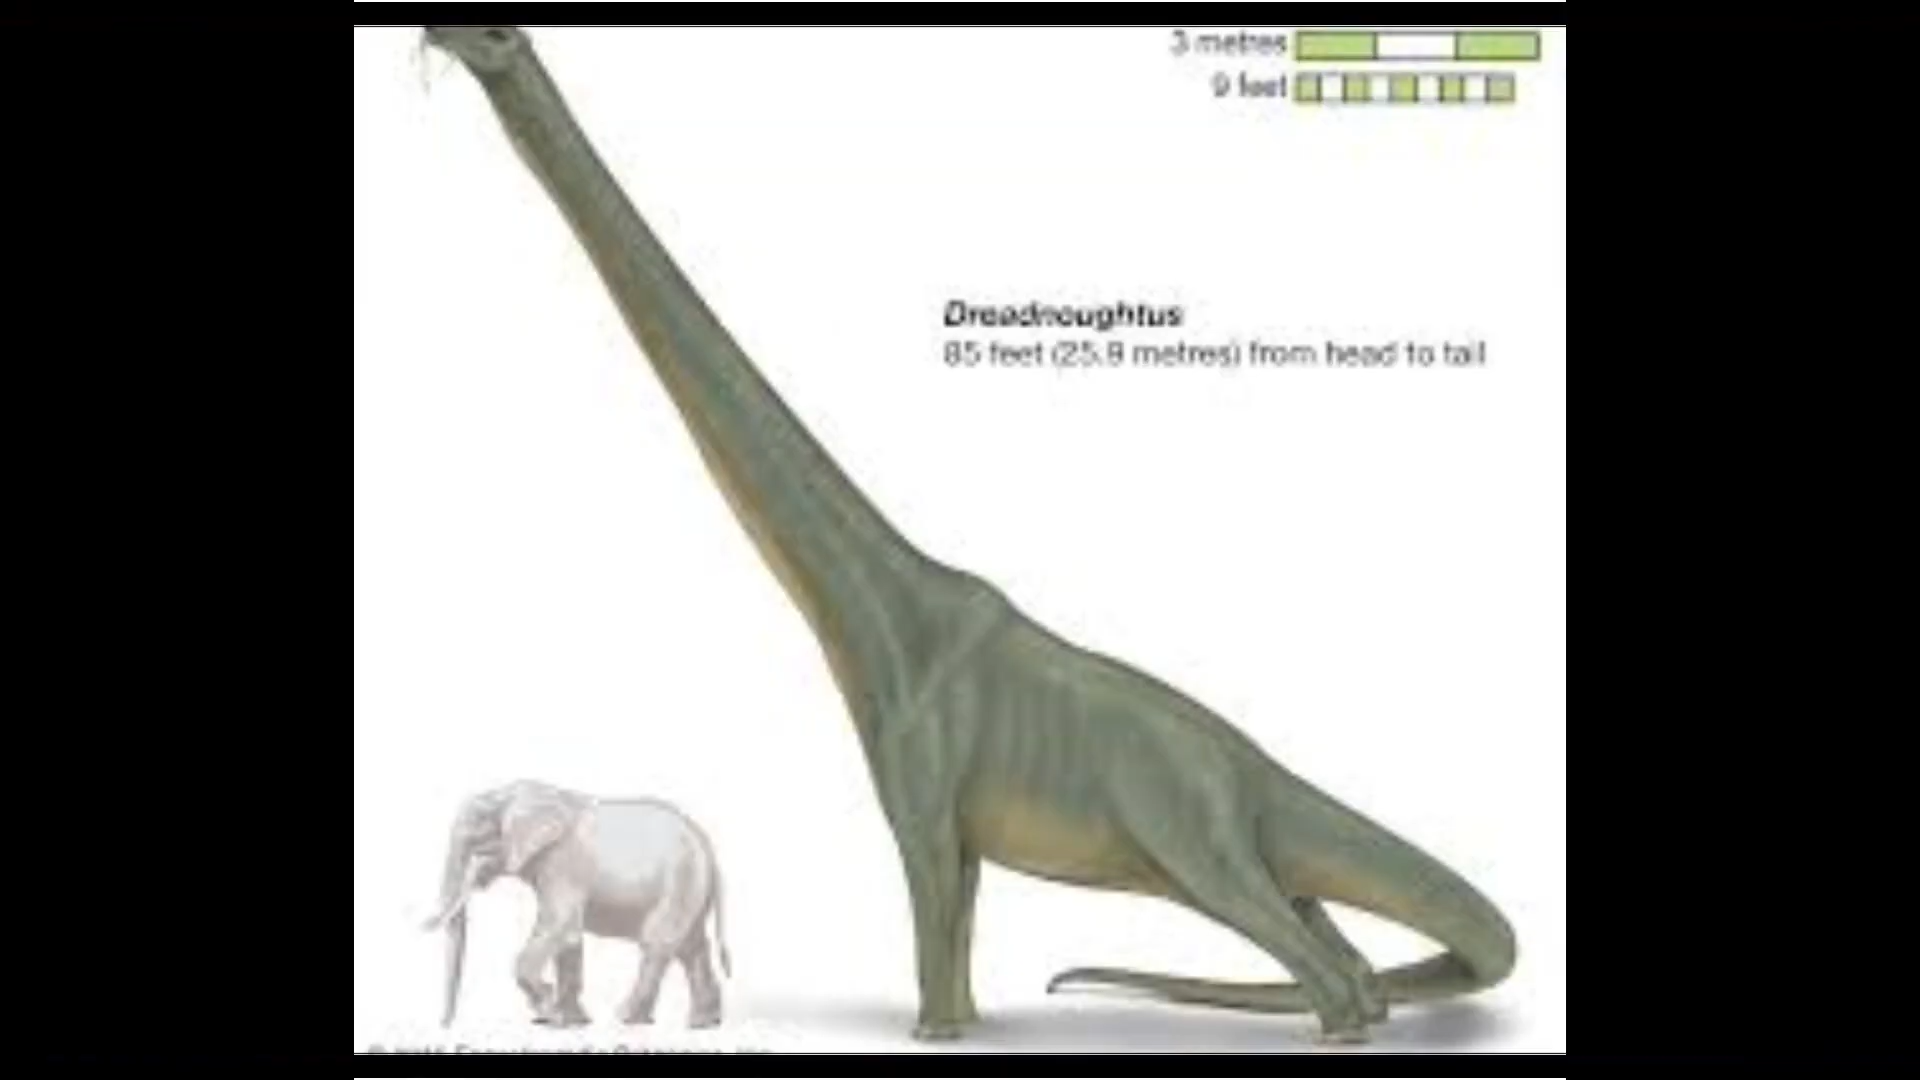 3 metres
9 feet
Dreadnoughtus
85 feet (25.9 metres) from head to tail